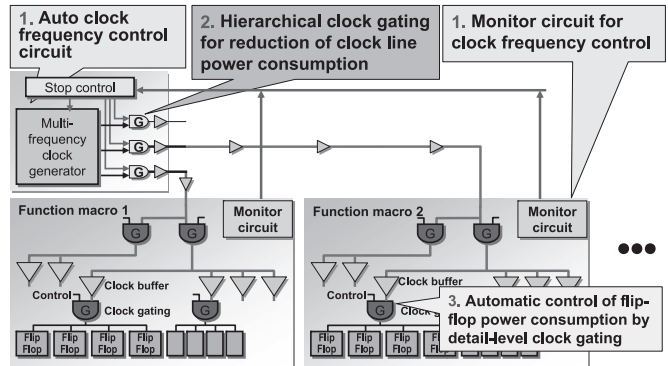 1. Auto clock
frequency control
circuit
2. Hierarchical clock gating
for reduction of clock line
power consumption
1. Monitor circuit for
clock frequency control
Stop control
Multi-
frequency
clock
generator
G
G
G
Function macro 1
Monitor
circuit
G
G
Clock buffer
Control
G
Clock gating
G
Flip
Flop
Flip
Flop
Flip
Flop
Flip
Flop
Function macro 2
Monitor
circuit
G
G
Clock buffer
Control
G
Clock g
3. Automatic control of flip-
flop power consumption by
detail-level clock gating
Flip
Flop
Flip
Flop
Flip
Flop
Flip
Flop